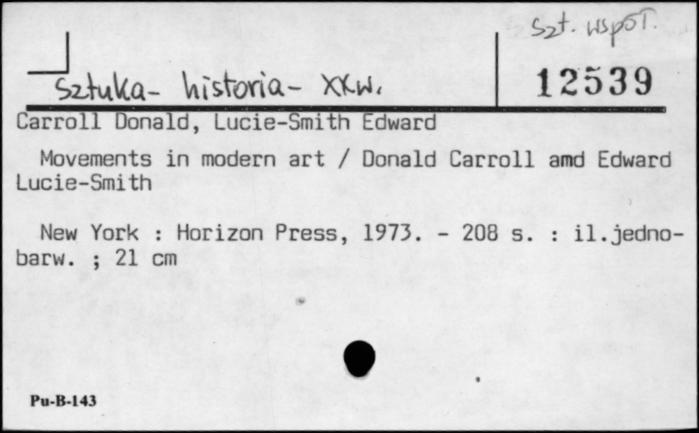 Szt. współ.
Sztuka- historia- XXw.
12539
Carroll Donald, Lucie-Smith Edward
Movements in modern art / Donald Carroll amd Edward
Lucie-Smith
New York : Horizon Press, 1973. - 208 s. : il.jedno-
barw. ; 21 cm
Pu-B-143